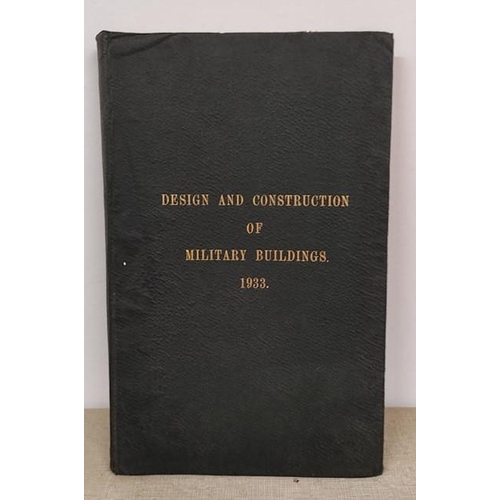 DESIGN AND CONSTRUCTION
OF
MILITARY BUILDINGS.
1933.